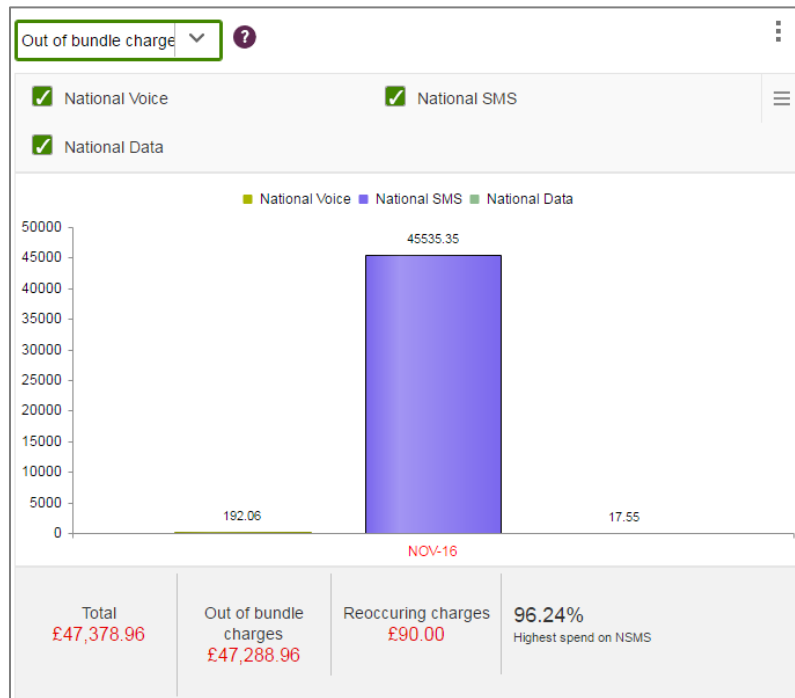 Out of bundle charge
?
National Voice
National SMS
National Data
National Voice National SMS National Data
50000
45000
40000
35000
30000
25000
20000
15000
10000
5000
0
192.06
45535.35
17.55
NOV-16
Total
£47,378.96
Out of bundle
charges
£47,288.96
Reoccuring charges
£90.00
96.24%
Highest spend on NSMS